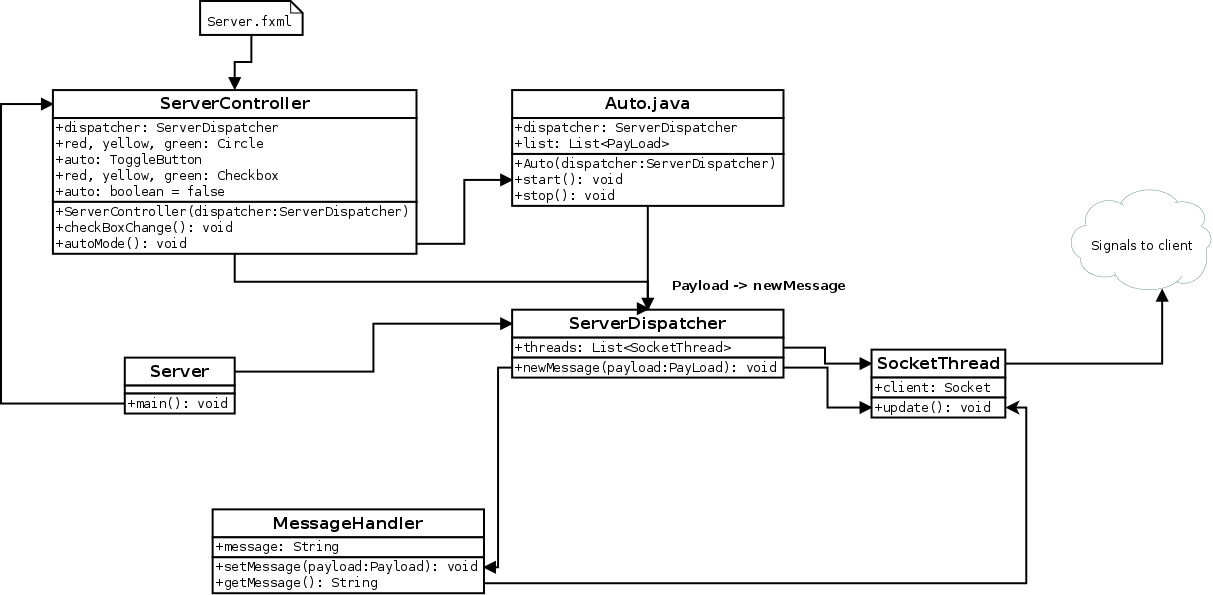 Server.fxml
ServerController
+dispatcher: ServerDispatcher
+red, yellow, green: Circle
+auto: ToggleButton
+red, yellow, green: Checkbox
+auto: boolean = false
+ServerController(dispatcher:ServerDispatcher)
+checkBoxChange(): void
+autoMode(): void
Auto.java
+dispatcher: ServerDispatcher
+list: List<PayLoad>
+Auto(dispatcher:ServerDispatcher)
+start(): void
+stop(): void
Signals to client
Payload -> newMessage
ServerDispatcher
+threads: List<SocketThread>
+newMessage(payload:PayLoad): void
Server
+main(): void
SocketThread
+client: Socket
+update(): void
MessageHandler
+message: String
+setMessage(payload:Payload): void
+getMessage(): String